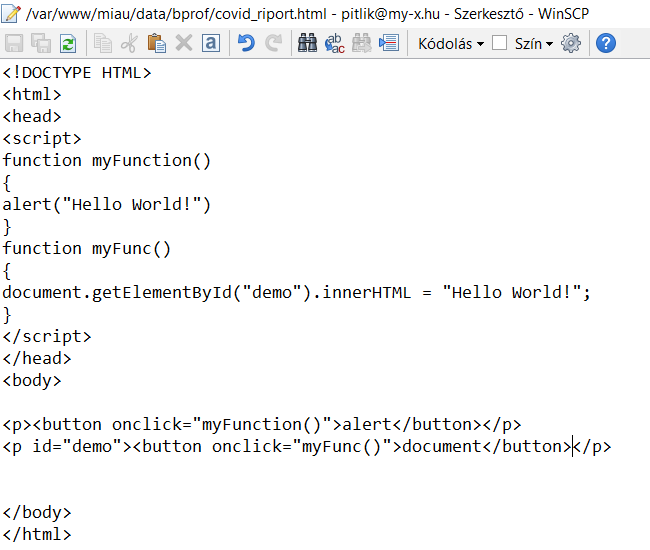 /var/www/miau/data/bprof/covid_riport.html - pitlik@my-x.hu - Szerkesztő - WinSCP
Kódolás Szín
<!DOCTYPE HTML>
<html>
<head>
<script>
function myFunction()
{
alert("Hello World!")
}
function myFunc()
{
document.getElementById("demo").innerHTML = "Hello World!";
}
</script>
</head>
<body>
<p><button onclick="myFunction()">alert</button></p>
<p id="demo"><button onclick="myFunc()">document</button></p>
</body>
</html>